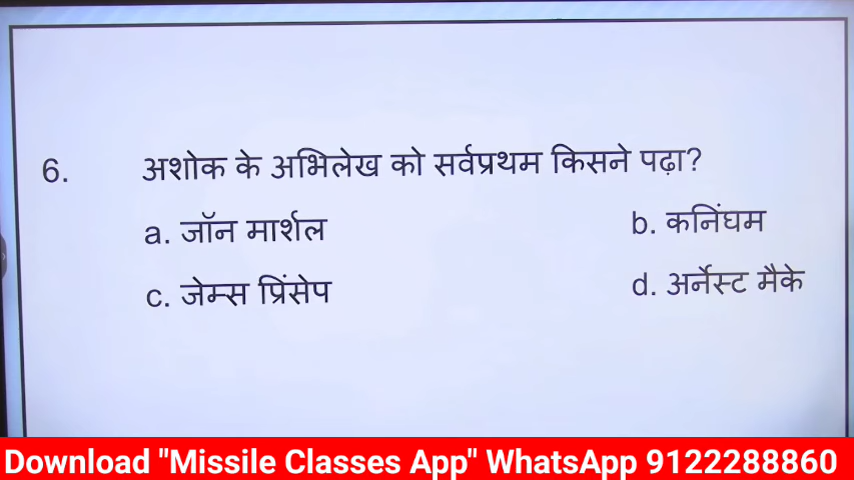 6. अशोक के अभिलेख को सर्वप्रथम किसने पढ़ा?
a. जॉन मार्शल b. कनिंघम
c. जेम्स प्रिंसेप d. अर्नेस्ट मैके
Download "Missile Classes App" WhatsApp 9122288860